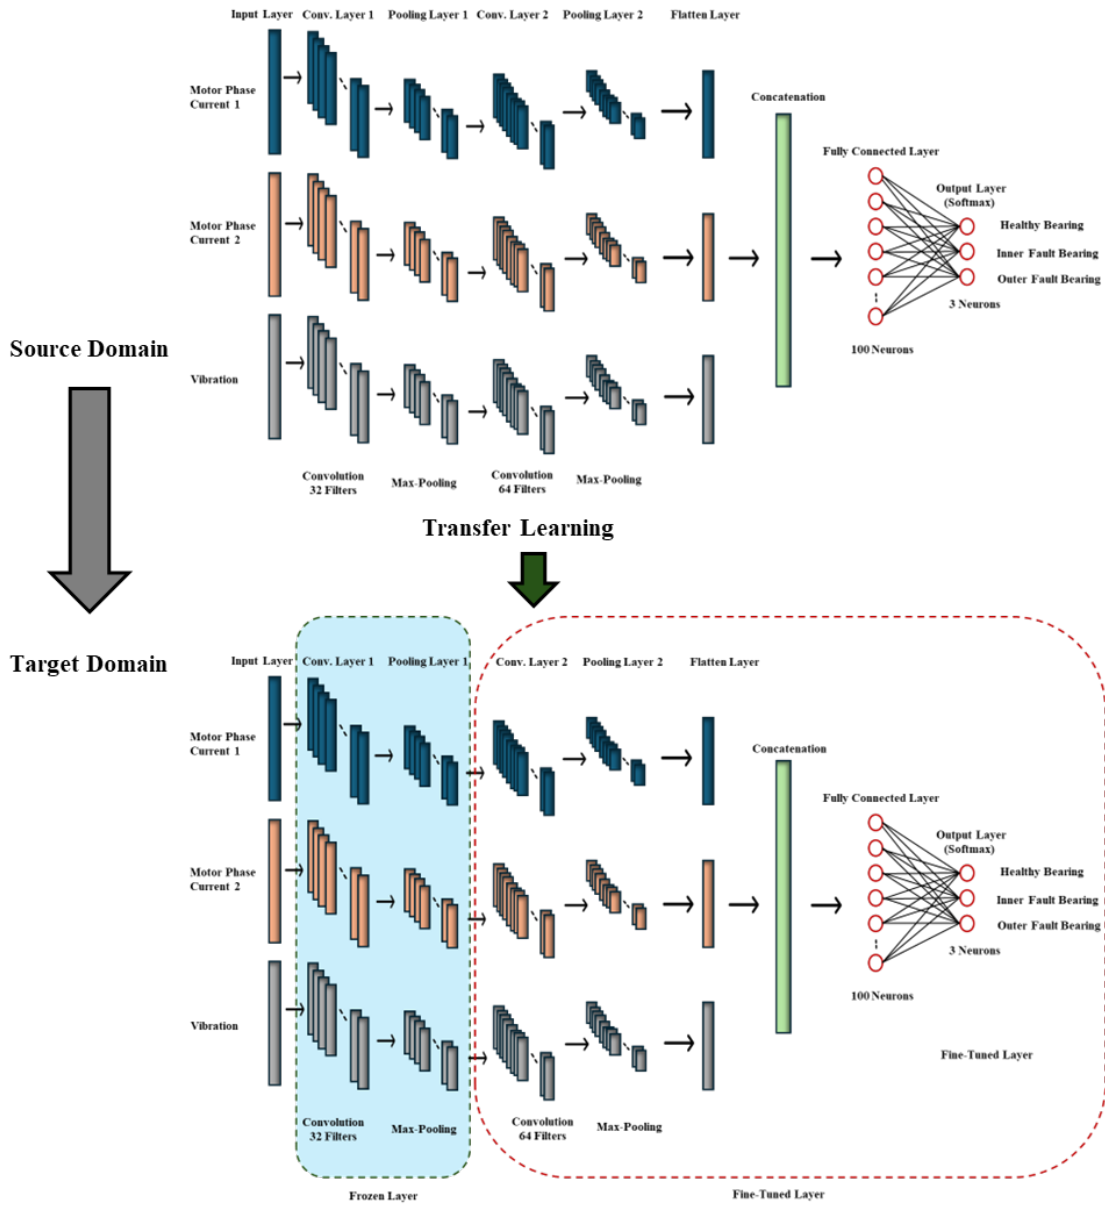 Input Layer Conv. Layer 1 Pooling Layer 1 Conv. Layer 2 Pooling Layer 2 Flatten Layer
Motor Phase
Current 1
Concatenation
Fully Connected Layer
Output Layer
(Softmax)
Motor Phase
Current 2
Healthy Bearing
Inner Fault Bearing
Outer Fault Bearing
3 Neurons
100 Neurons
Source Domain
Vibration
Convolution
32 Filters
Max-Pooling
Convolution
64 Filters
Max-Pooling
Transfer Learning
Target Domain
Input Layer Conv. Layer 1 Pooling Layer 1 Conv. Layer 2 Pooling Layer 2 Flatten Layer
Motor Phase
Current 1
Concatenation
Fully Connected Layer
Output Layer
(Softmax)
Motor Phase
Current 2
Healthy Bearing
Inner Fault Bearing
Outer Fault Bearing
3 Neurons
100 Neurons
Vibration
Fine-Tuned Layer
Convolution
32 Filters
Max-Pooling
Convolution
64 Filters
Max-Pooling
Frozen Layer
Fine-Tuned Layer